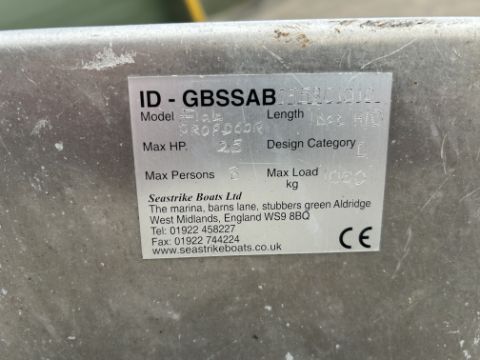 ID - GBSSAB
Model Length
DROPDOOR
Max HP. 25 Design Category
Max Persons Max Load
kg
Seastrike Boats Ltd
The marina, barns lane, stubbers green Aldridge
West Midlands, England WS9 8BQ
Tel: 01922 458227
Fax: 01922 744224
www.seastrikeboats.co.uk
CE